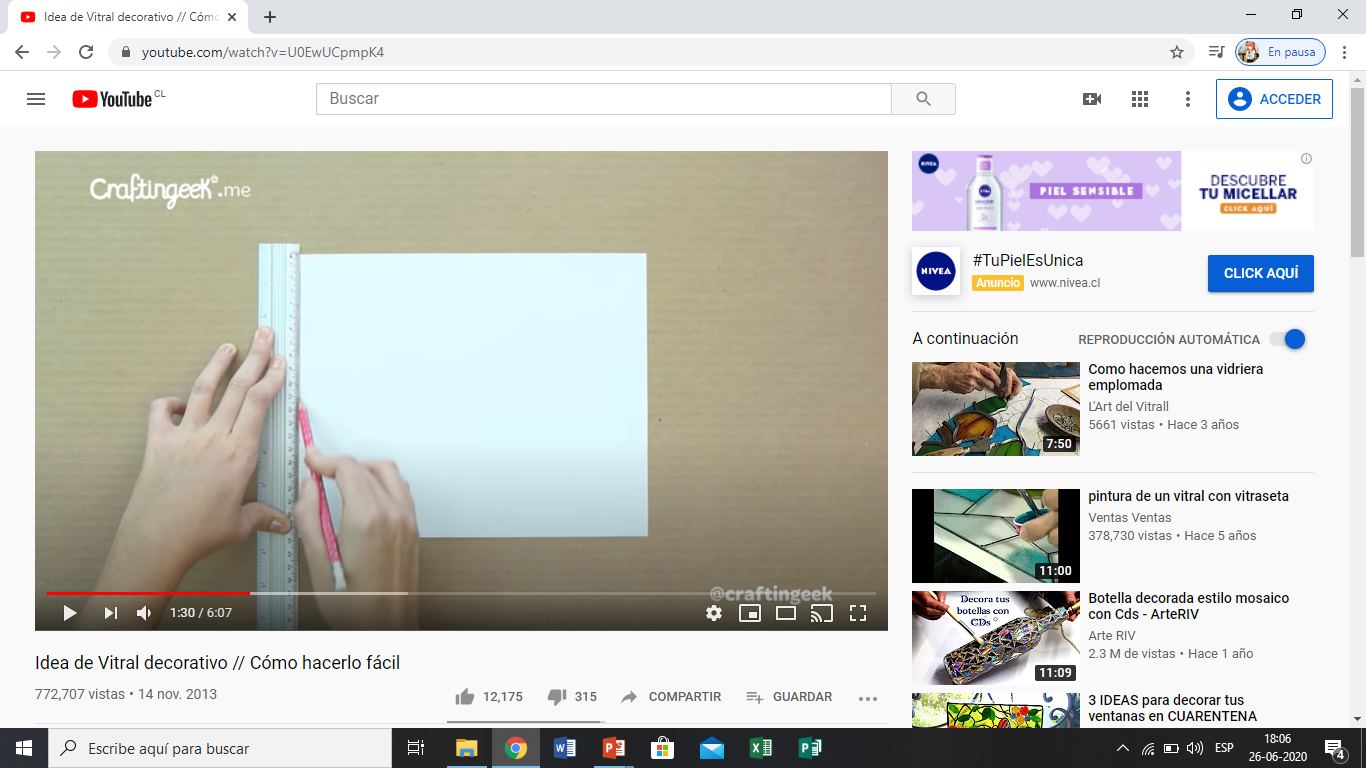 Idea de Vitral decorativo // Cómo
youtube.com/watch?v=U0EwUCpmpK4
En pausa
YouTube CL
Buscar
ACCEDER
Craftingeek.me
@craftingeek
1:30 / 6:07
Idea de Vitral decorativo // Cómo hacerlo fácil
772,707 vistas • 14 nov. 2013
12,175
315
COMPARTIR
GUARDAR
NIVEA
NIVEA
PIEL SENSIBLE
DESCUBRE
TU MICELLAR
CLICK AQUÍ
NIVEA
#TuPielEsUnica
Anuncio www.nivea.cl
CLICK AQUÍ
A continuación
REPRODUCCIÓN AUTOMÁTICA
7:50
Como hacemos una vidriera
emplomada
L'Art del Vitrall
5661 vistas • Hace 3 años
11:00
pintura de un vitral con vitraseta
Ventas Ventas
378,730 vistas • Hace 5 años
Decora tus
botellas con
CDs
11:09
Botella decorada estilo mosaico
con Cds - ArteRIV
Arte RIV
2.3 M de vistas • Hace 1 año
3 IDEAS para decorar tus
ventanas en CUARENTENA
Escribe aquí para buscar
ESP
18:06
26-06-2020
4